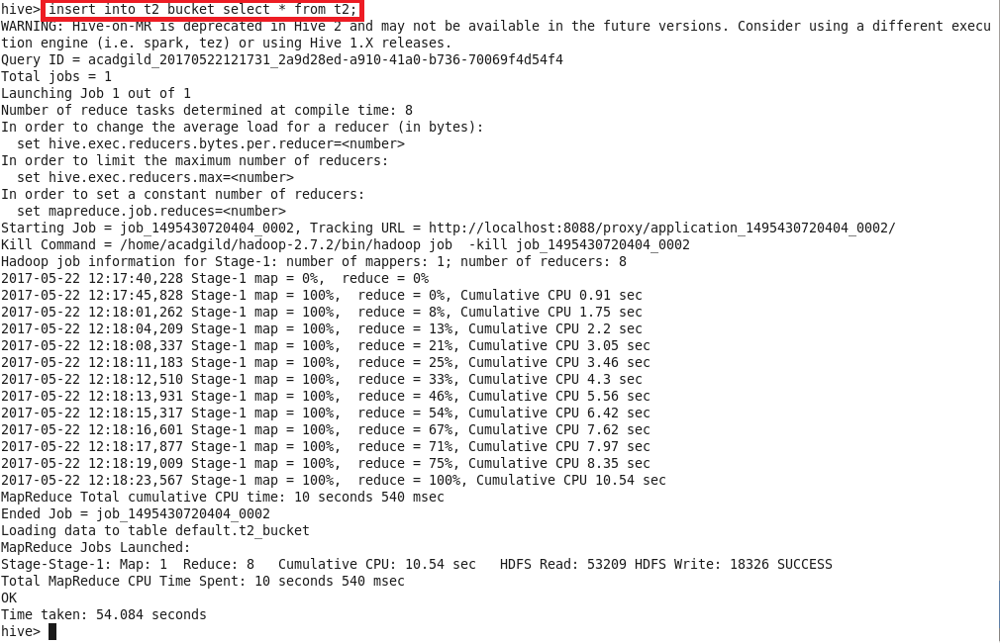 hive> insert into t2_bucket select * from t2;
WARNING: Hive-on-MR is deprecated in Hive 2 and may not be available in the future versions. Consider using a different execu
tion engine (i.e. spark, tez) or using Hive 1.X releases.
Query ID = acadgild_20170522121731_2a9d28ed-a910-41a0-b736-70069f4d54f4
Total jobs = 1
Launching Job 1 out of 1
Number of reduce tasks determined at compile time: 8
In order to change the average load for a reducer (in bytes):
  set hive.exec.reducers.bytes.per.reducer=<number>
In order to limit the maximum number of reducers:
  set hive.exec.reducers.max=<number>
In order to set a constant number of reducers:
  set mapreduce.job.reduces=<number>
Starting Job = job_1495430720404_0002, Tracking URL = http://localhost:8088/proxy/application_1495430720404_0002/
Kill Command = /home/acadgild/hadoop-2.7.2/bin/hadoop job  -kill job_1495430720404_0002
Hadoop job information for Stage-1: number of mappers: 1; number of reducers: 8
2017-05-22 12:17:40,228 Stage-1 map = 0%,  reduce = 0%
2017-05-22 12:17:45,828 Stage-1 map = 100%,  reduce = 0%, Cumulative CPU 0.91 sec
2017-05-22 12:18:01,262 Stage-1 map = 100%,  reduce = 8%, Cumulative CPU 1.75 sec
2017-05-22 12:18:04,209 Stage-1 map = 100%,  reduce = 13%, Cumulative CPU 2.2 sec
2017-05-22 12:18:08,337 Stage-1 map = 100%,  reduce = 21%, Cumulative CPU 3.05 sec
2017-05-22 12:18:11,183 Stage-1 map = 100%,  reduce = 25%, Cumulative CPU 3.46 sec
2017-05-22 12:18:12,510 Stage-1 map = 100%,  reduce = 33%, Cumulative CPU 4.3 sec
2017-05-22 12:18:13,931 Stage-1 map = 100%,  reduce = 46%, Cumulative CPU 5.56 sec
2017-05-22 12:18:15,317 Stage-1 map = 100%,  reduce = 54%, Cumulative CPU 6.42 sec
2017-05-22 12:18:16,601 Stage-1 map = 100%,  reduce = 67%, Cumulative CPU 7.62 sec
2017-05-22 12:18:17,877 Stage-1 map = 100%,  reduce = 71%, Cumulative CPU 7.97 sec
2017-05-22 12:18:19,009 Stage-1 map = 100%,  reduce = 75%, Cumulative CPU 8.35 sec
2017-05-22 12:18:23,567 Stage-1 map = 100%,  reduce = 100%, Cumulative CPU 10.54 sec
MapReduce Total cumulative CPU time: 10 seconds 540 msec
Ended Job = job_1495430720404_0002
Loading data to table default.t2_bucket
MapReduce Jobs Launched:
Stage-Stage-1: Map: 1  Reduce: 8   Cumulative CPU: 10.54 sec   HDFS Read: 53209 HDFS Write: 18326 SUCCESS
Total MapReduce CPU Time Spent: 10 seconds 540 msec
OK
Time taken: 54.084 seconds
hive>